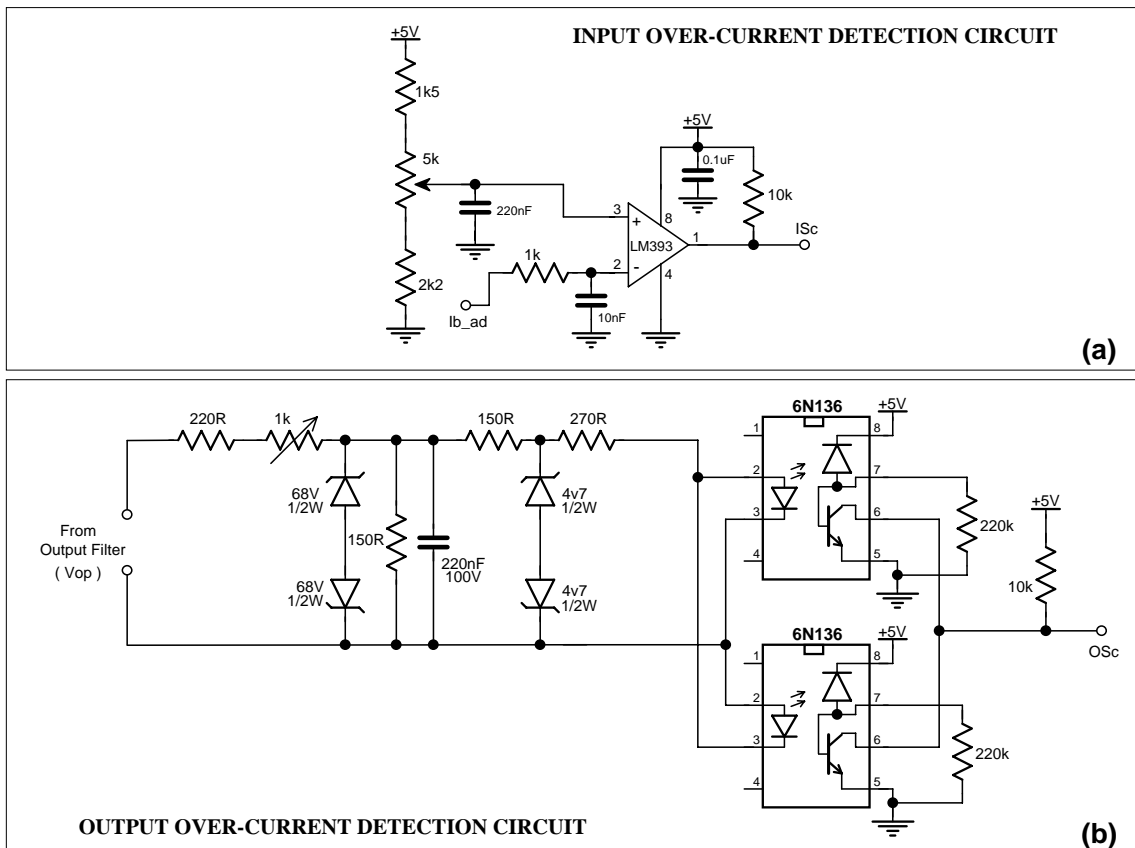 INPUT OVER-CURRENT DETECTION CIRCUIT
+5V
1k5
5k
220nF
2k2
1k
Ib_ad
10nF
3
+
2
-
LM393
8
4
1
+5V
0.1uF
10k
ISc
(a)
220R
1k
150R
270R
From
Output Filter
( Vop )
68V
1/2W
68V
1/2W
150R
220nF
100V
4v7
1/2W
4v7
1/2W
6N136
1
2
3
4
8
7
6
5
+5V
220k
+5V
10k
OSc
6N136
1
2
3
4
8
7
6
5
+5V
220k
OUTPUT OVER-CURRENT DETECTION CIRCUIT
(b)